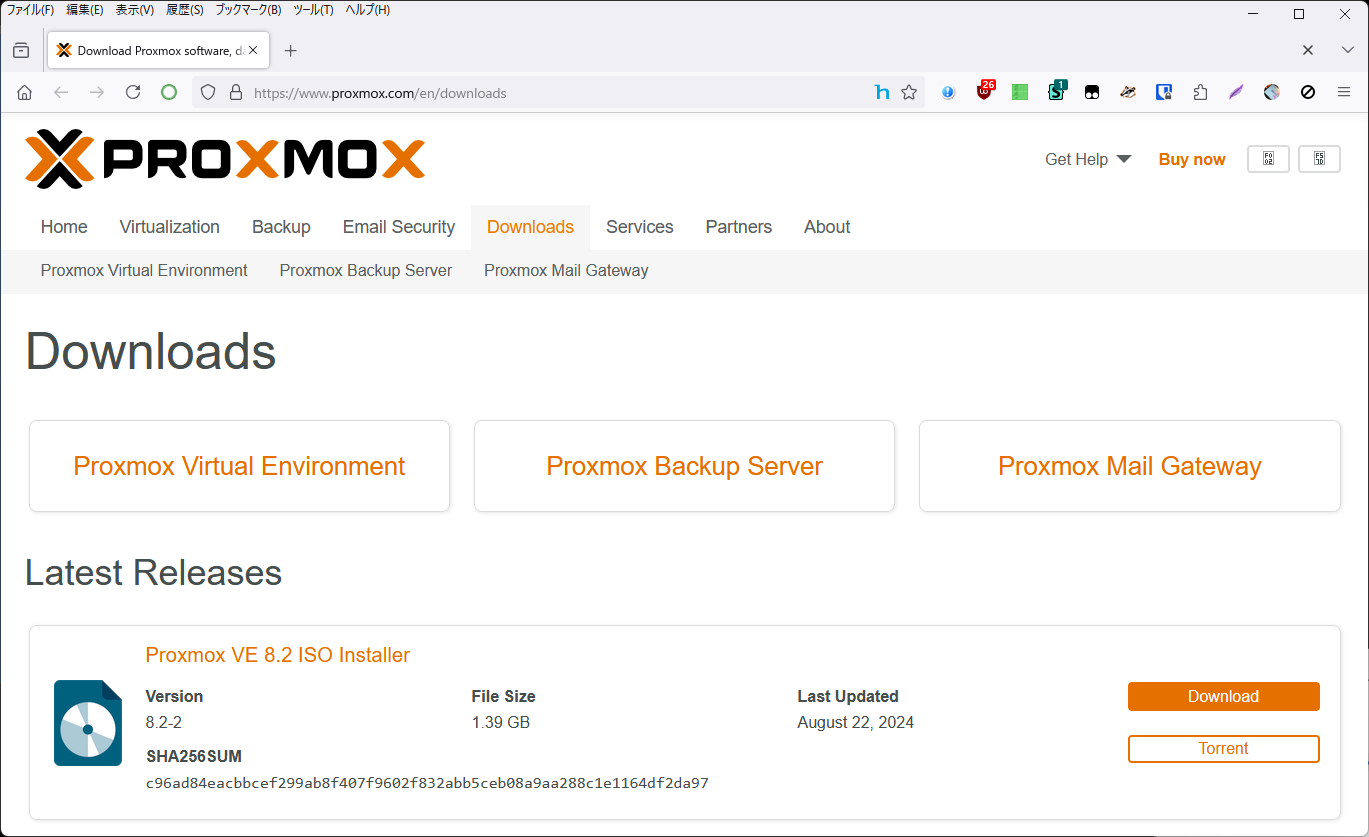 ファイル(F) 編集(E) 表示(V) 履歴(S) ブックマーク(B) ツール(T) ヘルプ(H)
Download Proxmox software, da
https://www.proxmox.com/en/downloads
26
1
PROXMOX
Get Help
Buy now
F002
F51D
Home Virtualization Backup Email Security Downloads Services Partners About
Proxmox Virtual Environment Proxmox Backup Server Proxmox Mail Gateway
Downloads
Proxmox Virtual Environment Proxmox Backup Server Proxmox Mail Gateway
Latest Releases
Proxmox VE 8.2 ISO Installer
Version File Size Last Updated Download
8.2-2 1.39 GB August 22, 2024
Torrent
SHA256SUM
c96ad84eacbbcef299ab8f407f9602f832abb5ceb08a9aa288c1e1164df2da97